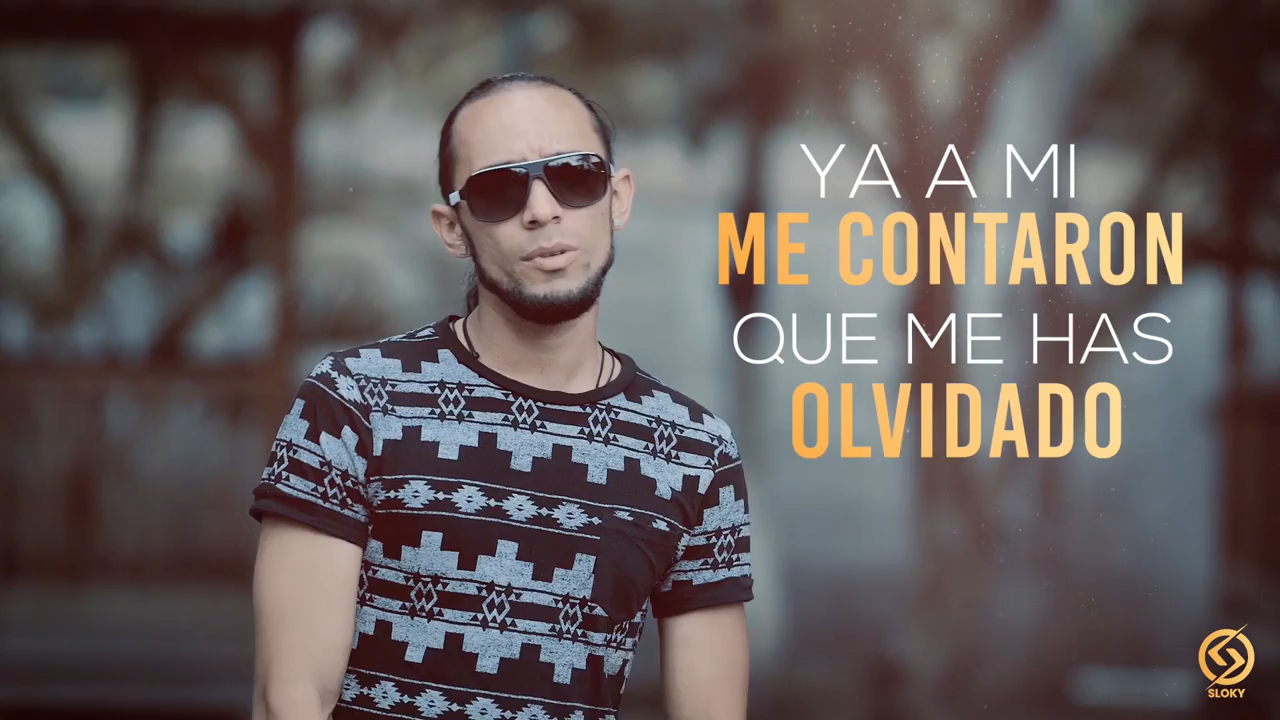 YA A MI
ME CONTARON
QUE ME HAS
OLVIDADO
SLOKY